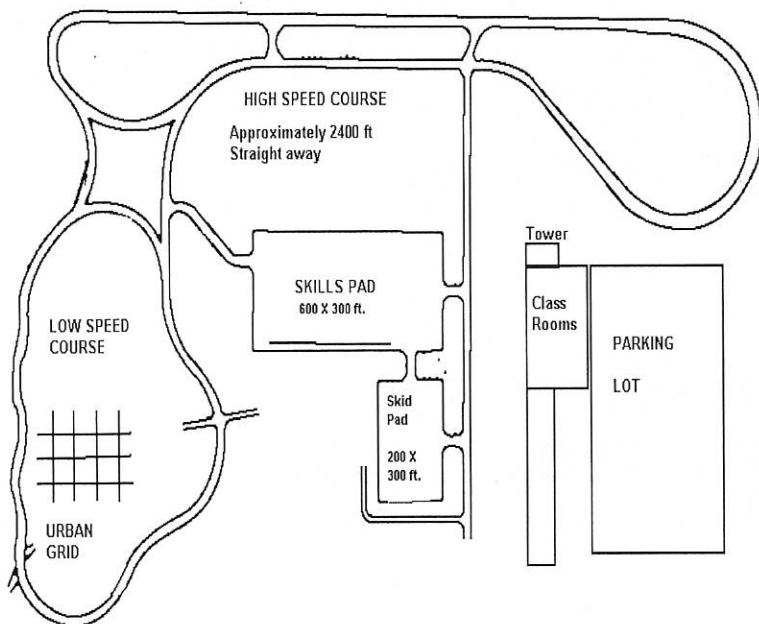 HIGH SPEED COURSE
Approximately 2400 ft
Straight away
Tower
SKILLS PAD
600 X 300 ft.
Class
Rooms
PARKING
LOT
LOW SPEED
COURSE
Skid
Pad
200 X
300 ft.
URBAN
GRID